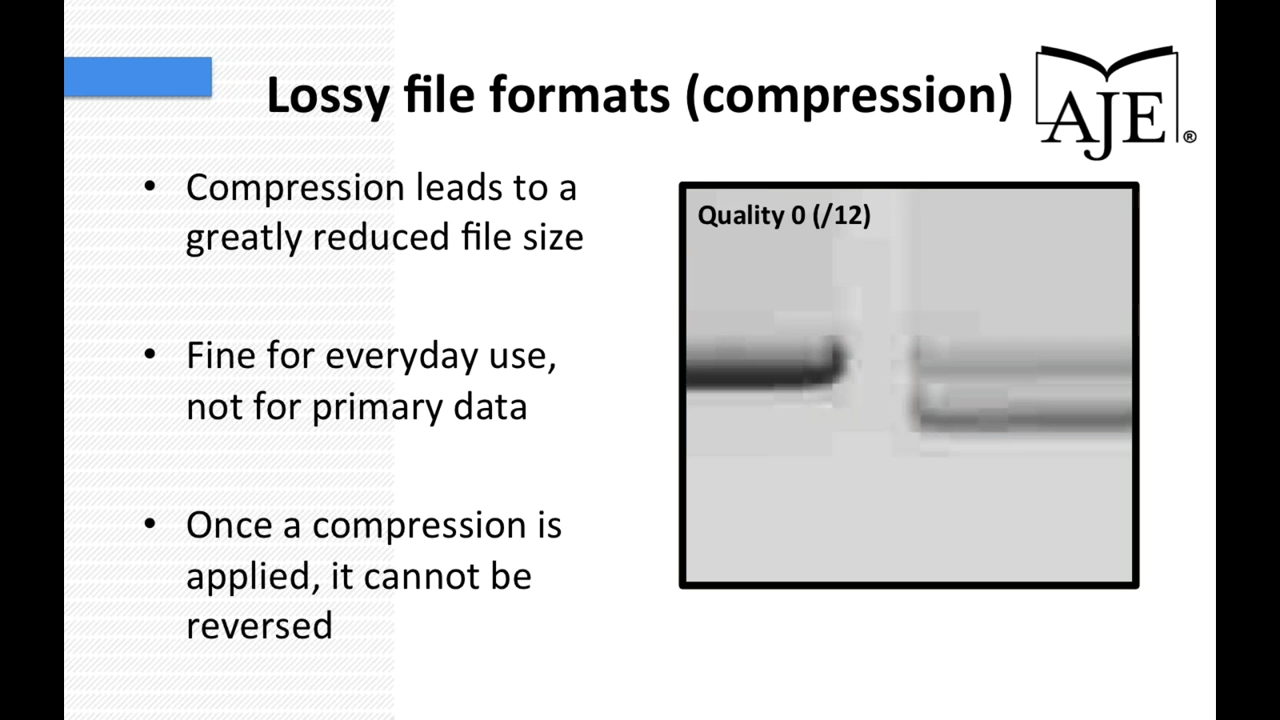 Lossy file formats (compression)
AJE®
• Compression leads to a
greatly reduced file size
• Fine for everyday use,
not for primary data
• Once a compression is
applied, it cannot be
reversed
Quality 0 (/12)